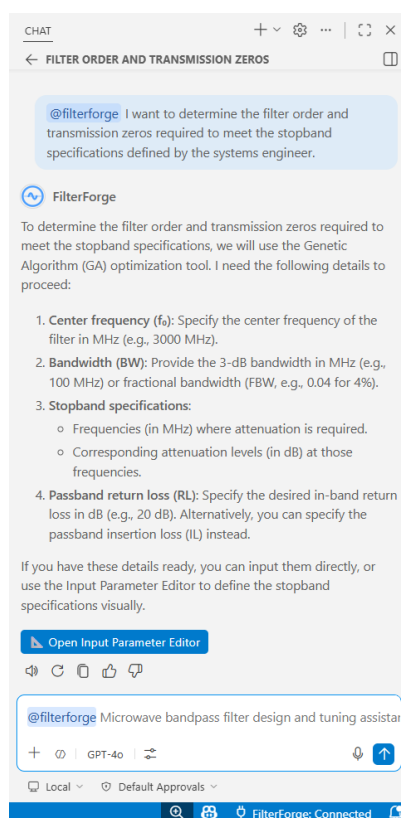 CHAT
FILTER ORDER AND TRANSMISSION ZEROS
@filterforge I want to determine the filter order and
transmission zeros required to meet the stopband
specifications defined by the systems engineer.
FilterForge
To determine the filter order and transmission zeros required to
meet the stopband specifications, we will use the Genetic
Algorithm (GA) optimization tool. I need the following details to
proceed:
1. Center frequency (f₀): Specify the center frequency of the
filter in MHz (e.g., 3000 MHz).
2. Bandwidth (BW): Provide the 3-dB bandwidth in MHz (e.g.,
100 MHz) or fractional bandwidth (FBW, e.g., 0.04 for 4%).
3. Stopband specifications:
○ Frequencies (in MHz) where attenuation is required.
○ Corresponding attenuation levels (in dB) at those
frequencies.
4. Passband return loss (RL): Specify the desired in-band return
loss in dB (e.g., 20 dB). Alternatively, you can specify the
passband insertion loss (IL) instead.
If you have these details ready, you can input them directly, or
use the Input Parameter Editor to define the stopband
specifications visually.
Open Input Parameter Editor
@filterforge Microwave bandpass filter design and tuning assistar
GPT-4o
Local
Default Approvals
FilterForge: Connected